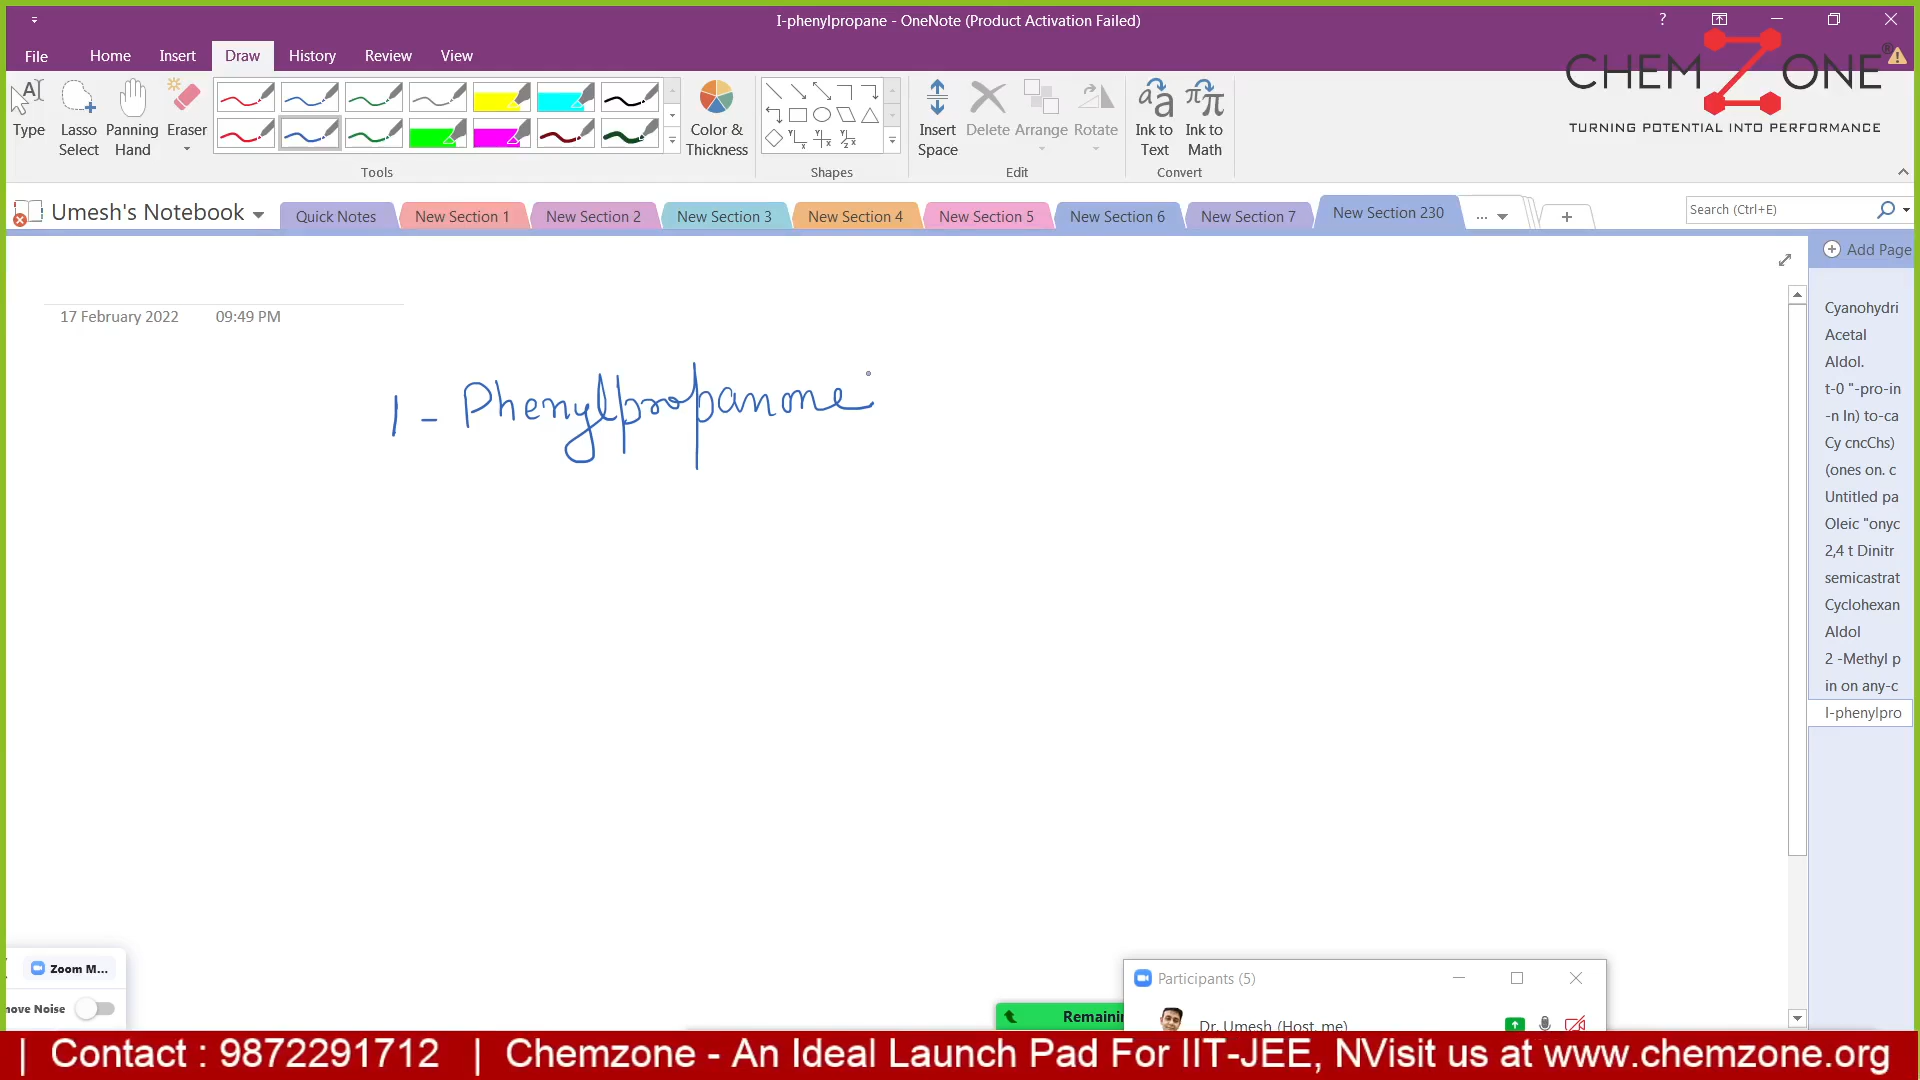 I-phenylpropane - OneNote (Product Activation Failed)
?
File Home Insert Draw History Review View
CHEMZONE®
TURNING POTENTIAL INTO PERFORMANCE
Type
Lasso Select
Panning Hand
Eraser
Color & Thickness
Insert Space
Delete
Arrange
Rotate
Ink to Text
Ink to Math
Tools Shapes Edit Convert
Umesh's Notebook Quick Notes New Section 1 New Section 2 New Section 3 New Section 4 New Section 5 New Section 6 New Section 7 New Section 230 ... + Search (Ctrl+E)
Add Page
17 February 2022 09:49 PM
1 - Phenylpropanone
Cyanohydri
Acetal
Aldol.
t-0 "-pro-in
-n In) to-ca
Cy cncChs)
(ones on. c
Untitled pa
Oleic "onyc
2,4 t Dinitr
semicastrat
Cyclohexan
Aldol
2 -Methyl p
in on any-c
I-phenylpro
Zoom M...
move Noise
Remainin
Participants (5)
Dr. Umesh (Host, me)
| Contact : 9872291712 | Chemzone - An Ideal Launch Pad For IIT-JEE, NVisit us at www.chemzone.org